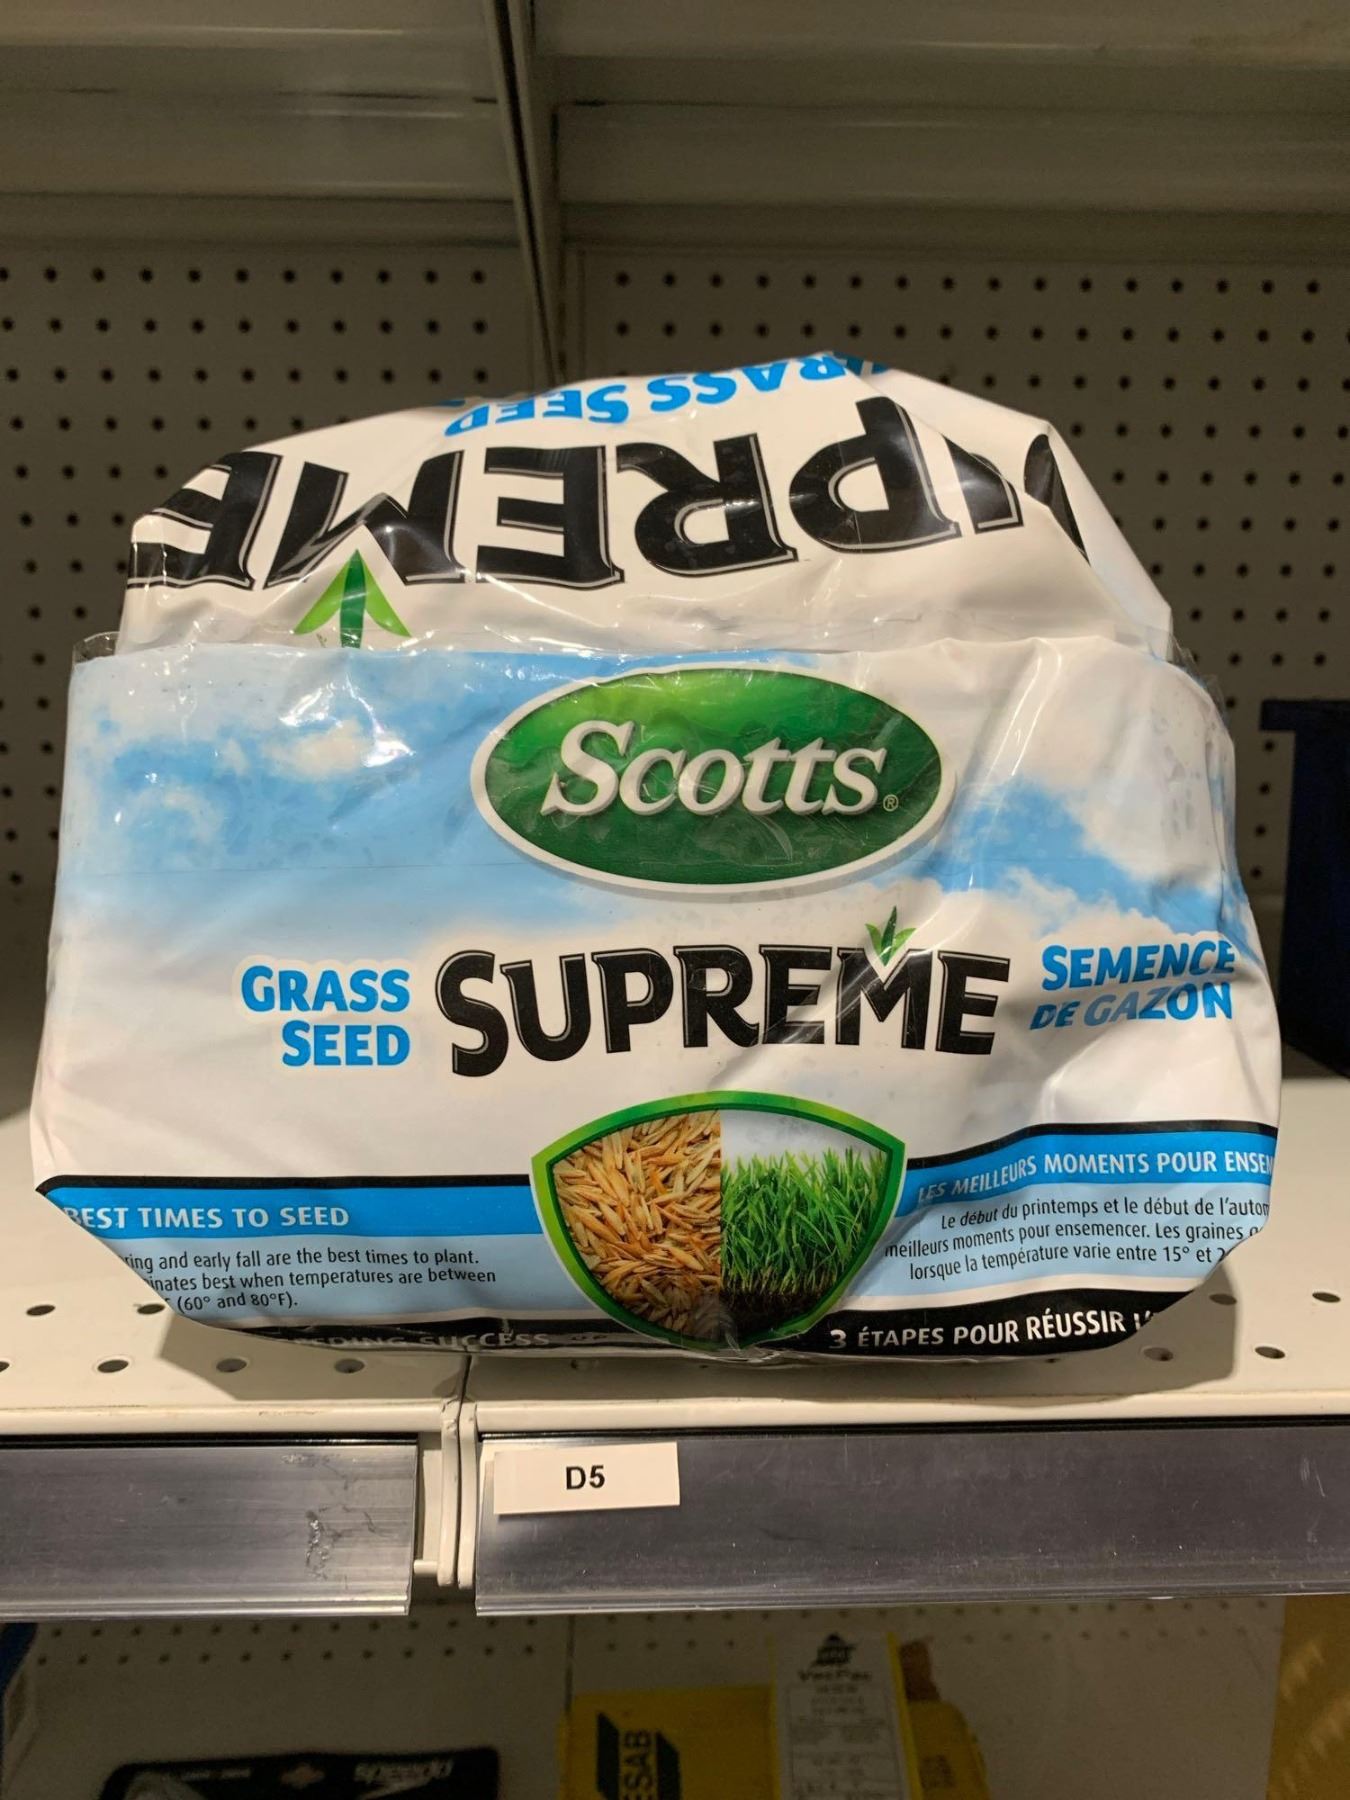 GRASS SEED
SUPREME
Scotts®
GRASS
SEED
SUPREME
SEMENCE
DE GAZON
BEST TIMES TO SEED
and early fall are the best times to plant.
best when temperatures are between
(60° and 80°F).
SUCCESS
LES MEILLEURS MOMENTS POUR
Le début du printemps et le début de
meilleurs moments pour ensemencer. Les graines
lorsque la température varie entre 15° et
3 ÉTAPES POUR RÉUSSIR
D5
ESAB
speedo